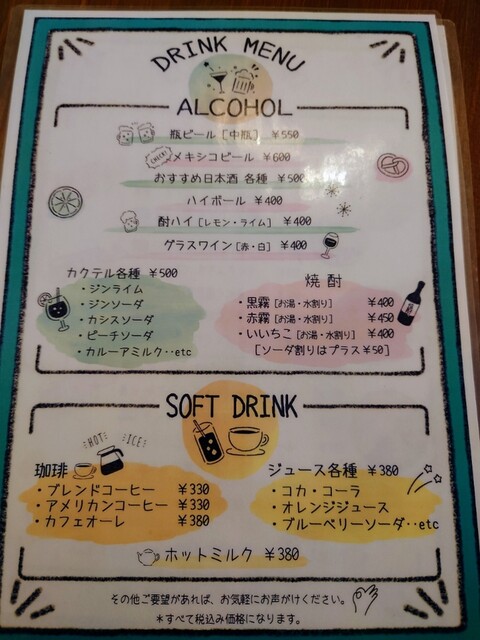 DRINK MENU
ALCOHOL
瓶ビール [中瓶] ¥550
CHEERS! メキシコビール ¥600
おすすめ日本酒 各種 ¥500
ハイボール ¥400
酎ハイ [レモン・ライム] ¥400
グラスワイン [赤・白] ¥400
カクテル各種 ¥500
・ジンライム
・ジンソーダ
・カシスソーダ
・ピーチソーダ
・カルーアミルク‥etc
焼酎
・黒霧 [お湯・水割り] ¥400
・赤霧 [お湯・水割り] ¥450
・いいちこ [お湯・水割り] ¥400
[ソーダ割りはプラス¥50]
SOFT DRINK
HOT ICE
珈琲
・ブレンドコーヒー ¥330
・アメリカンコーヒー ¥330
・カフェオーレ ¥380
ジュース各種 ¥380
・コカ・コーラ
・オレンジジュース
・ブルーベリーソーダ‥etc
ホットミルク ¥380
その他ご要望があれば、お気軽にお声がけください。
*すべて税込み価格になります。